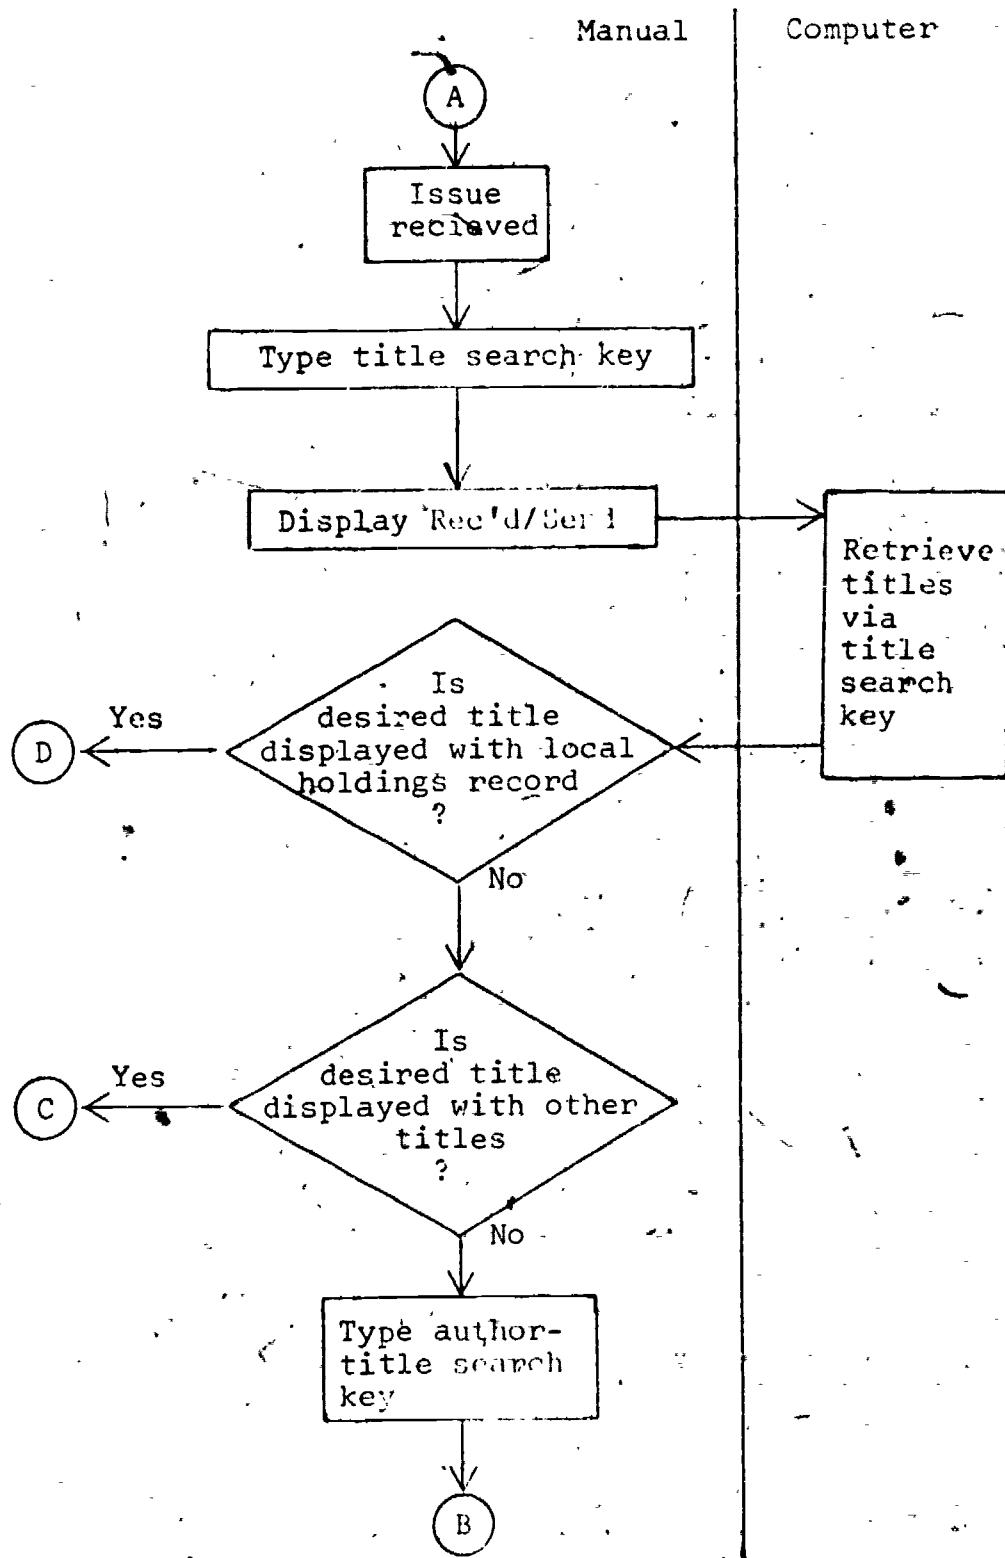 Manual Computer
A
Issue
recieved
Type title search key
Display Rec'd/Send
Retrieve
titles
via
title
search
key
Is
desired title
displayed with local
holdings record
?
Yes
D
No
Is
desired title
displayed with other
titles
?
Yes
C
No
Type author-
title search
key
B